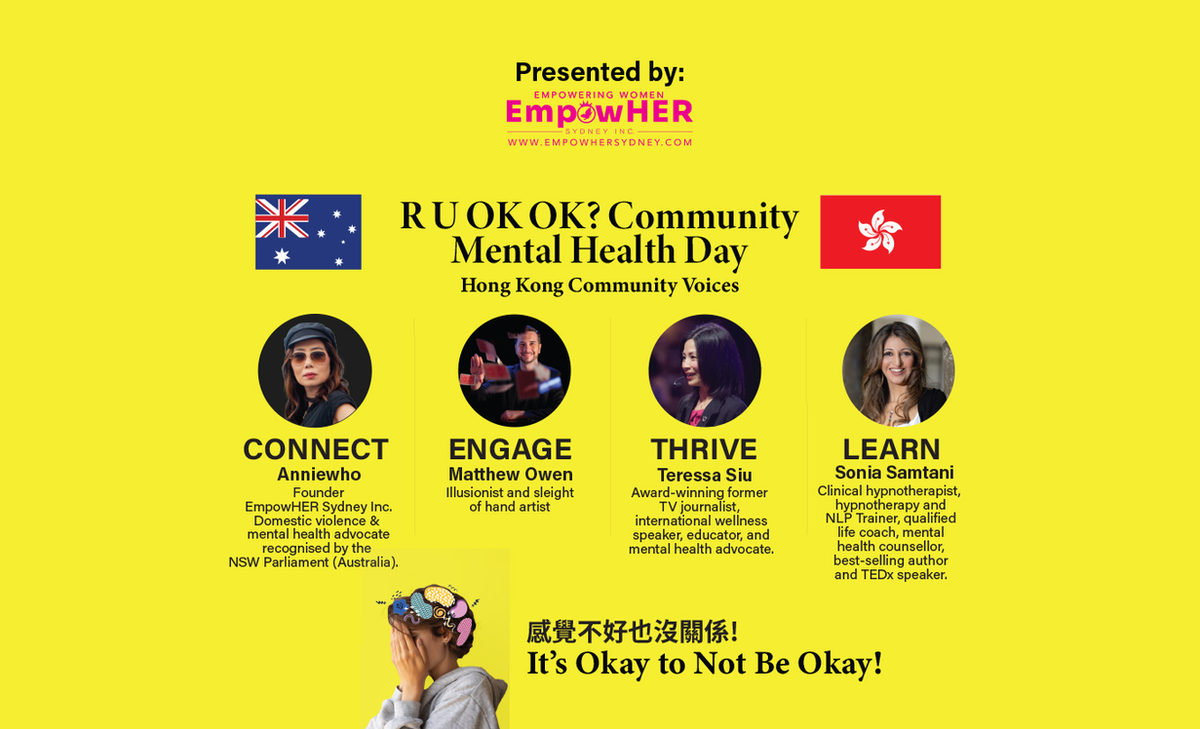 Presented by:
EMPOWERING WOMEN
EmpowHER
SYDNEY INC
WWW.EMPOWHERSYDNEY.COM
R U OK OK? Community
Mental Health Day
Hong Kong Community Voices
CONNECT
Anniewho
Founder
EmpowHER Sydney Inc.
Domestic violence &
mental health advocate
recognised by the
NSW Parliament (Australia).
ENGAGE
Matthew Owen
Illusionist and sleight
of hand artist
THRIVE
Teressa Siu
Award-winning former
TV journalist,
international wellness
speaker, educator, and
mental health advocate.
LEARN
Sonia Samtani
Clinical hypnotherapist,
hypnotherapy and
NLP Trainer, qualified
life coach, mental
health counsellor,
best-selling author
and TEDx speaker.
感覺不好也沒關係!
It's Okay to Not Be Okay!